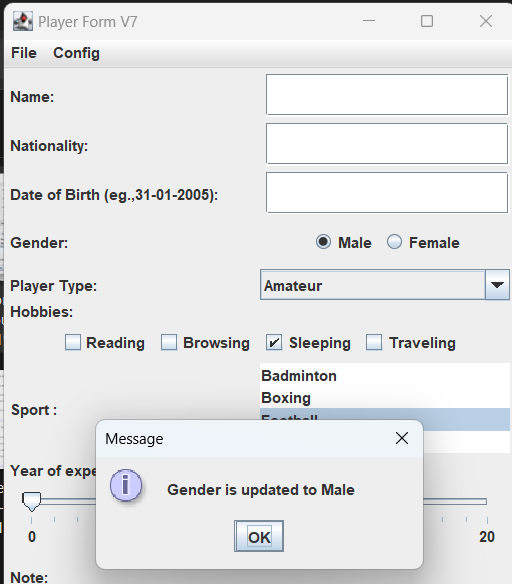 Player Form V7
File Config
Name:
Nationality:
Date of Birth (eg.,31-01-2005):
Gender: Male Female
Player Type: Amateur
Hobbies:
Reading Browsing Sleeping Traveling
Badminton
Boxing
Sport :
Message
Year of
Gender is updated to Male
OK
0 20
Note: